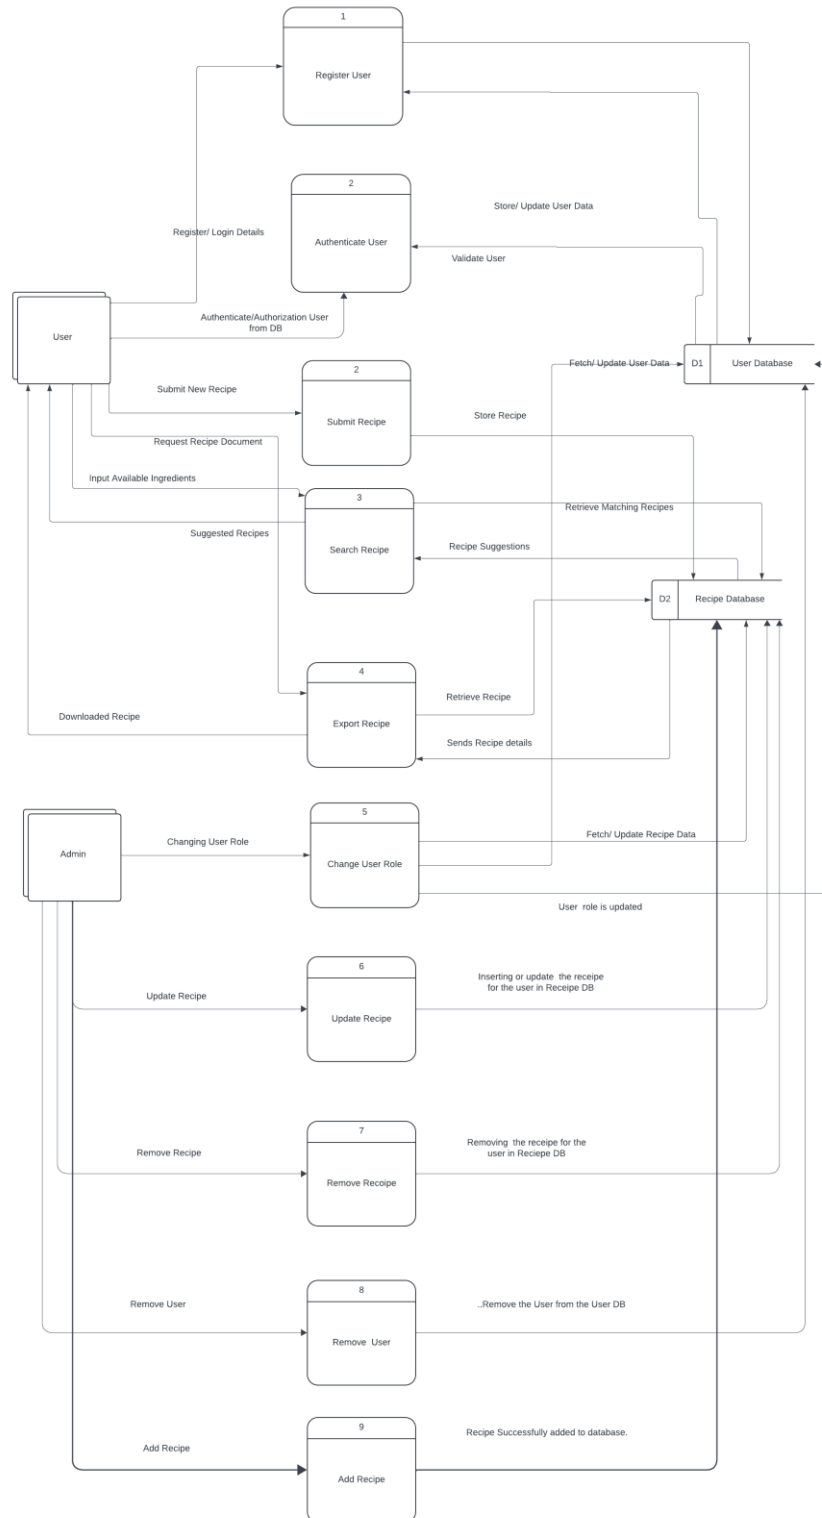 1
Register User
2
Authenticate User
Store/ Update User Data
Register/ Login Details
Validate User
Authenticate/Authorization User
from DB
User
D1
User Database
Fetch/ Update User Data
2
Submit Recipe
Submit New Recipe
Store Recipe
Request Recipe Document
Input Available Ingredients
3
Search Recipe
Retrieve Matching Recipes
Suggested Recipes
Recipe Suggestions
D2
Recipe Database
4
Export Recipe
Retrieve Recipe
Downloaded Recipe
Sends Recipe details
5
Change User Role
Admin
Changing User Role
Fetch/ Update Recipe Data
User role is updated
6
Update Recipe
Update Recipe
Inserting or update the receipe
for the user in Receipe DB
7
Remove Recoipe
Remove Recipe
Removing the receipe for the
user in Reciepe DB
8
Remove User
Remove User
..Remove the User from the User DB
9
Add Recipe
Add Recipe
Recipe Successfully added to database.